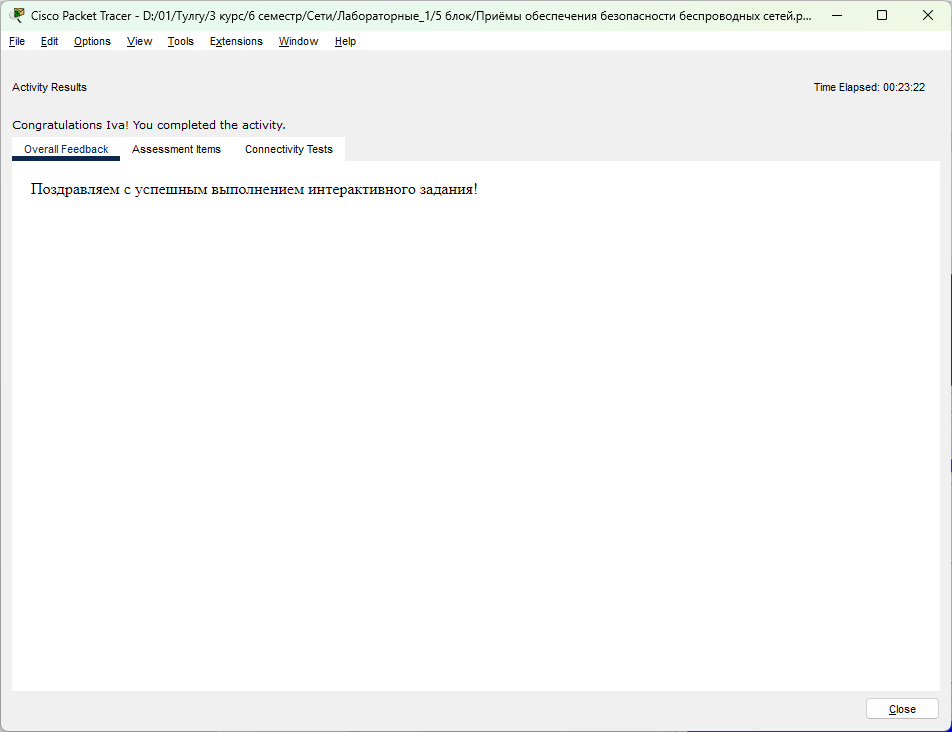 Cisco Packet Tracer - D:/01/Тулгу/3 курс/6 семестр/Сети/Лабораторные_1/5 блок/Приёмы обеспечения безопасности беспроводных сетей.p...
File Edit Options View Tools Extensions Window Help
Activity Results Time Elapsed: 00:23:22
Congratulations Iva! You completed the activity.
Overall Feedback Assessment Items Connectivity Tests
Поздравляем с успешным выполнением интерактивного задания!
Close